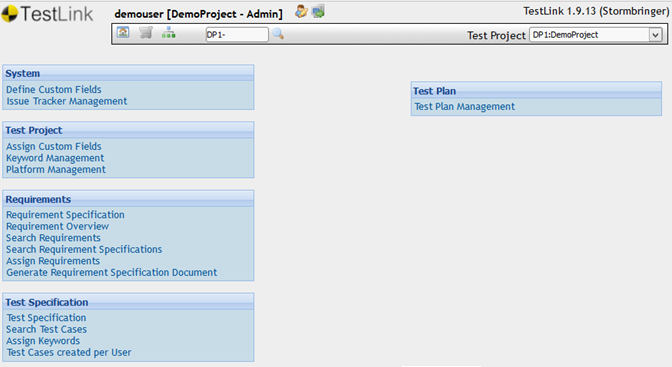 TestLink
demouser [DemoProject - Admin]
TestLink 1.9.13 (Stormbringer)
DP1-
Test Project
DP1:DemoProject
System
Define Custom Fields
Issue Tracker Management
Test Project
Assign Custom Fields
Keyword Management
Platform Management
Requirements
Requirement Specification
Requirement Overview
Search Requirements
Search Requirement Specifications
Assign Requirements
Generate Requirement Specification Document
Test Specification
Test Specification
Search Test Cases
Assign Keywords
Test Cases created per User
Test Plan
Test Plan Management